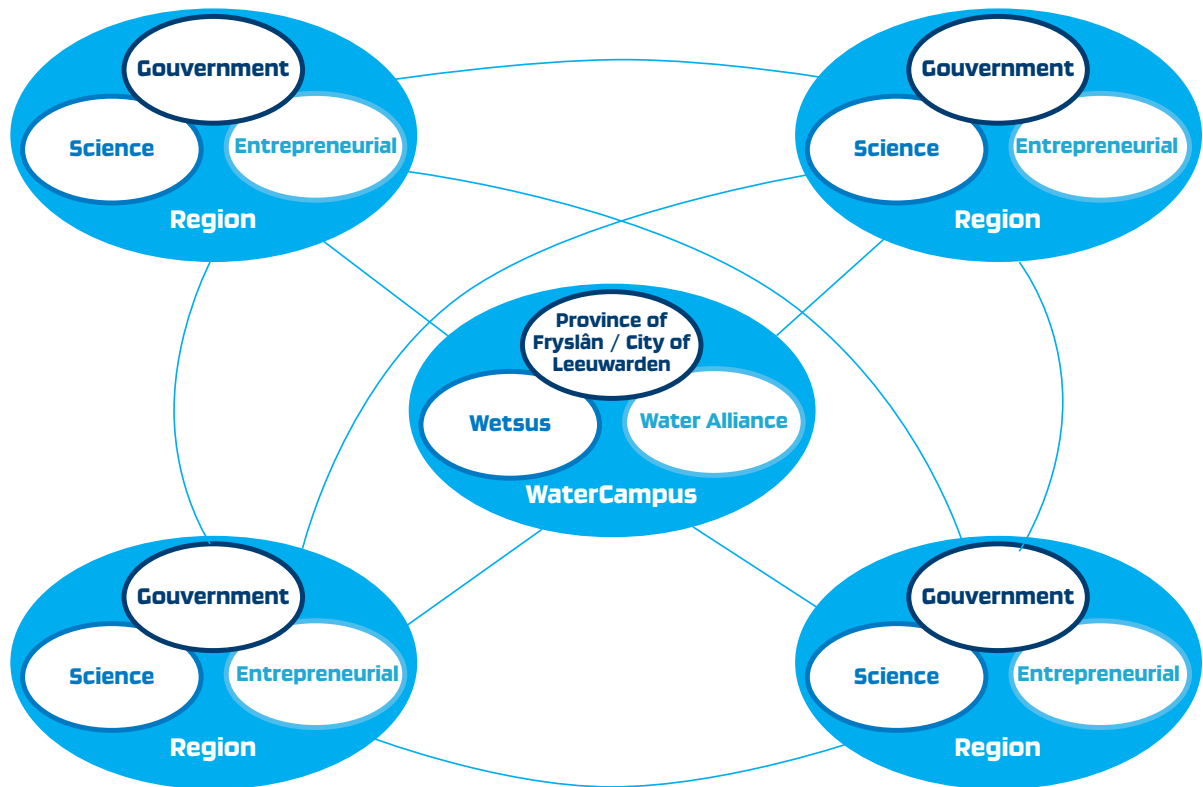 Gouvernment
Science
Entrepreneurial
Region
Gouvernment
Science
Entrepreneurial
Region
Province of
Fryslân / City of
Leeuwarden
Wetsus
Water Alliance
WaterCampus
Gouvernment
Science
Entrepreneurial
Region
Gouvernment
Science
Entrepreneurial
Region